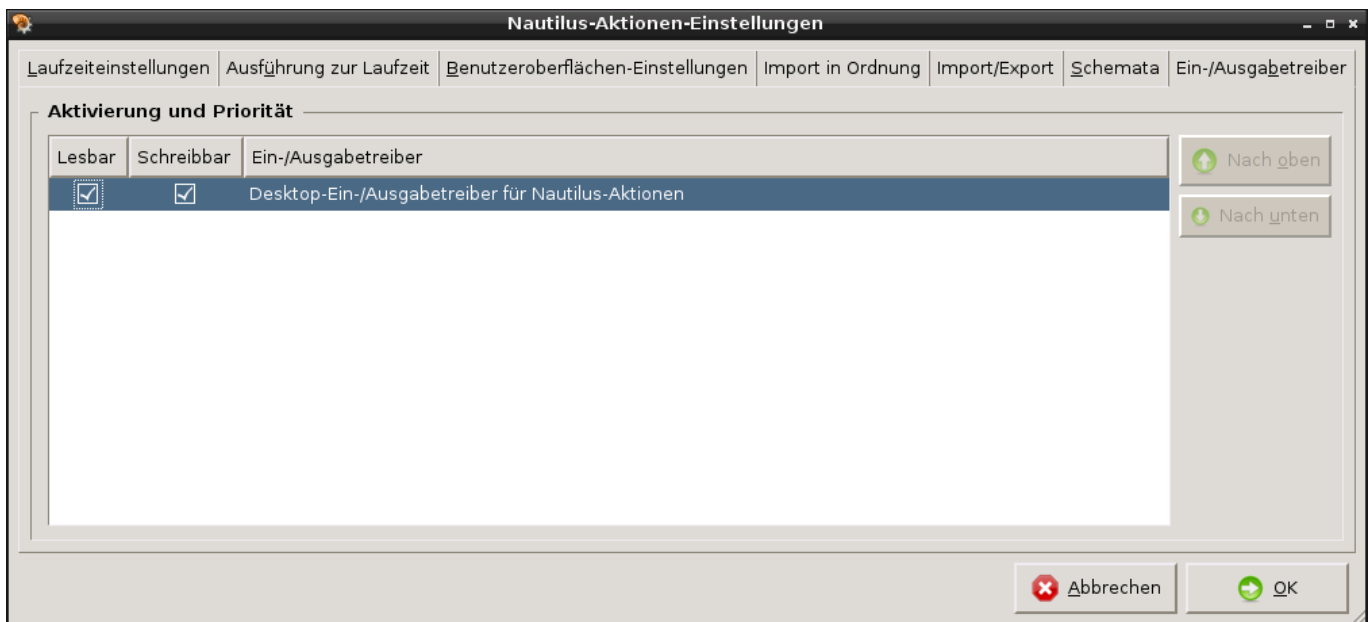 Nautilus-Aktionen-Einstellungen
Laufzeiteinstellungen Ausführung zur Laufzeit Benutzeroberflächen-Einstellungen Import in Ordnung Import/Export Schemata Ein-/Ausgabetreiber
Aktivierung und Priorität
Lesbar Schreibbar Ein-/Ausgabetreiber Nach oben
Desktop-Ein-/Ausgabetreiber für Nautilus-Aktionen
Nach unten
Abbrechen OK